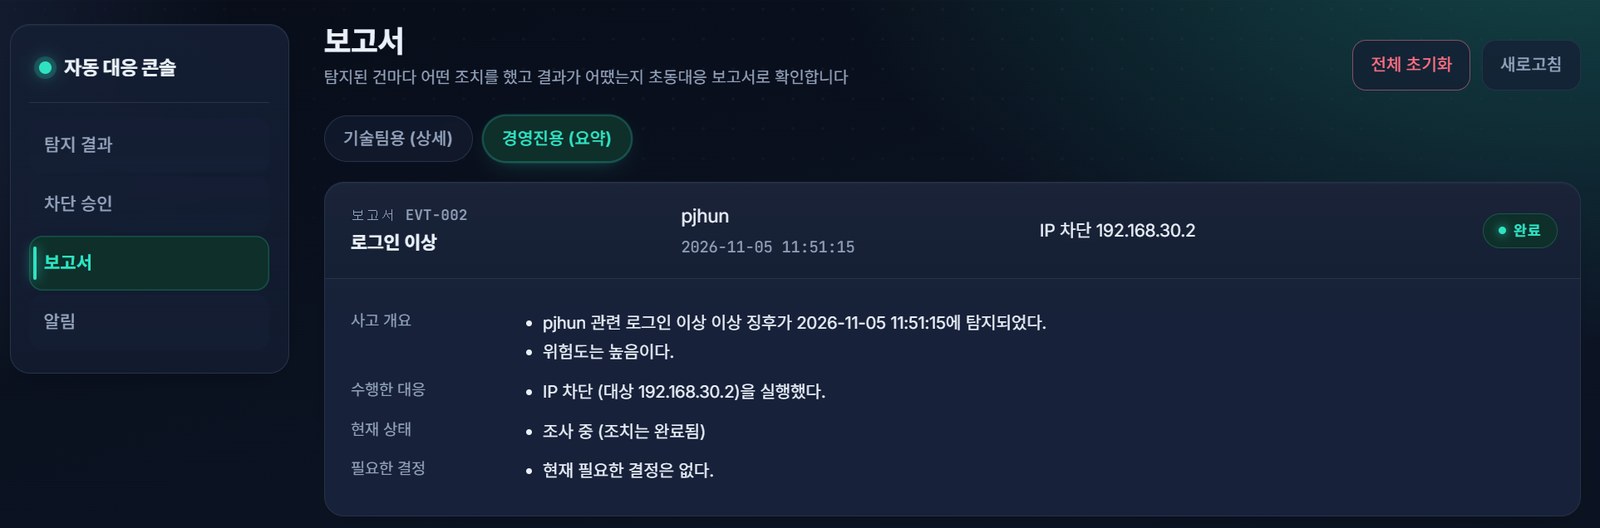 자동 대응 콘솔
탐지 결과
차단 승인
보고서
알림
보고서
탐지된 건마다 어떤 조치를 했고 결과가 어땠는지 초동대응 보고서로 확인합니다
전체 초기화
새로고침
기술팀용 (상세)
경영진용 (요약)
보고서 EVT-002
로그인 이상
pjhun
2026-11-05 11:51:15
IP 차단 192.168.30.2
완료
사고 개요
• pjhun 관련 로그인 이상 이상 징후가 2026-11-05 11:51:15에 탐지되었다.
• 위험도는 높음이다.
수행한 대응
• IP 차단 (대상 192.168.30.2)을 실행했다.
현재 상태
• 조사 중 (조치는 완료됨)
필요한 결정
• 현재 필요한 결정은 없다.